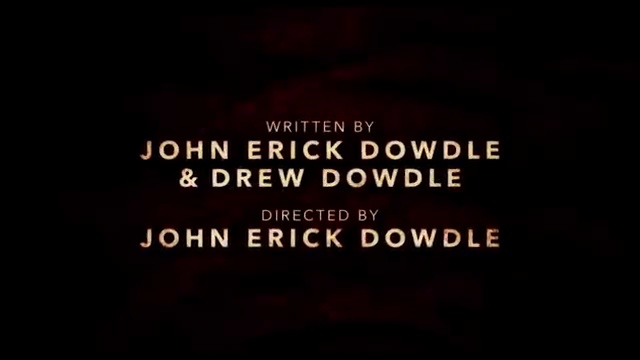 WRITTEN BY
JOHN ERICK DOWDLE
& DREW DOWDLE
DIRECTED BY
JOHN ERICK DOWDLE